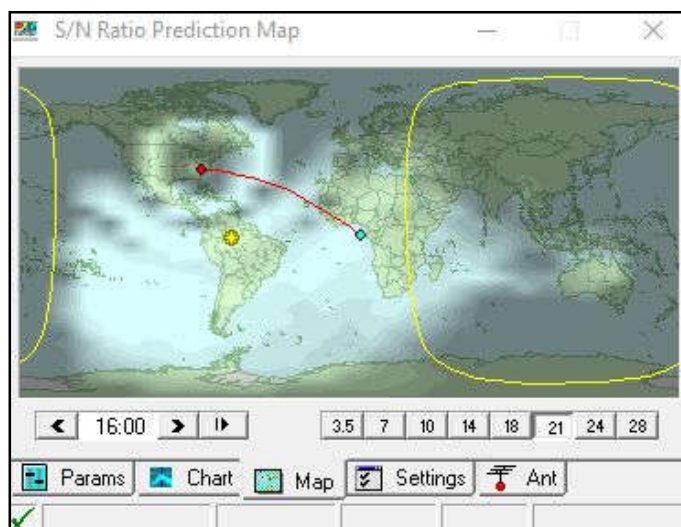 S/N Ratio Prediction Map
16:00 3.5 7 10 14 18 21 24 28
Params Chart Map Settings Ant